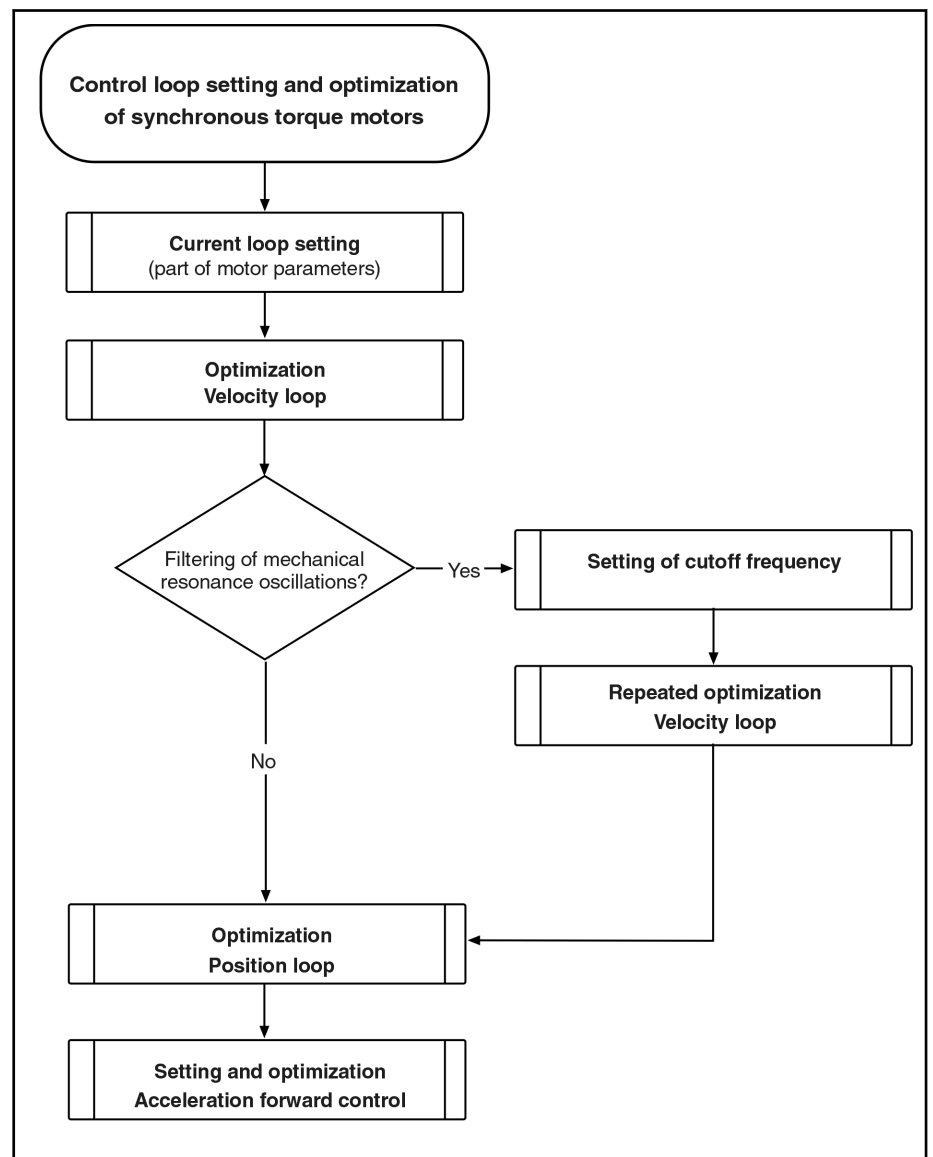 Control loop setting and optimization
of synchronous torque motors
Current loop setting
(part of motor parameters)
Optimization
Velocity loop
Filtering of mechanical
resonance oscillations?
Yes
Setting of cutoff frequency
Repeated optimization
Velocity loop
No
Optimization
Position loop
Setting and optimization
Acceleration forward control